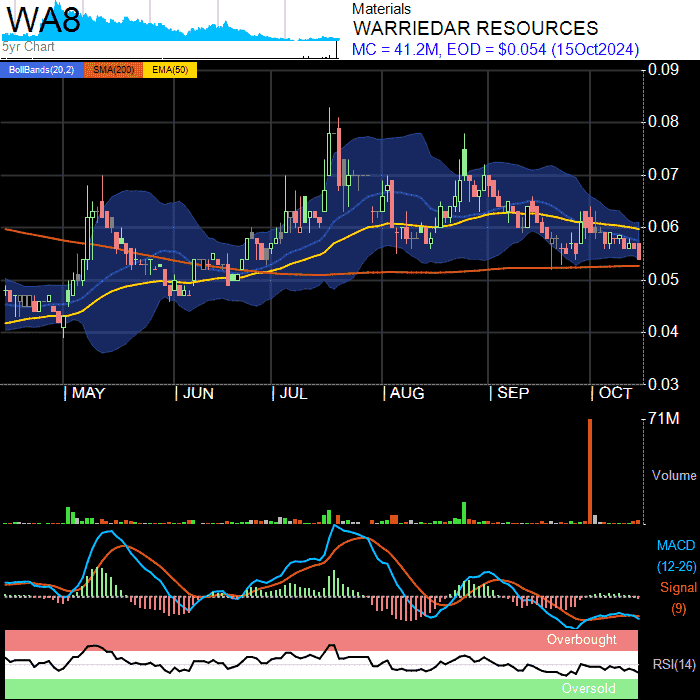 WA8
5yr Chart
Materials
WARRIEDAR RESOURCES
MC = 41.2M, EOD = $0.054 (15Oct2024)
BollBands(20,2) SMA(200) EMA(50)
0.09
0.08
0.07
0.06
0.05
0.04
0.03
MAY JUN JUL AUG SEP OCT
71M
Volume
MACD
(12-26)
Signal
(9)
Overbought
RSI(14)
Oversold